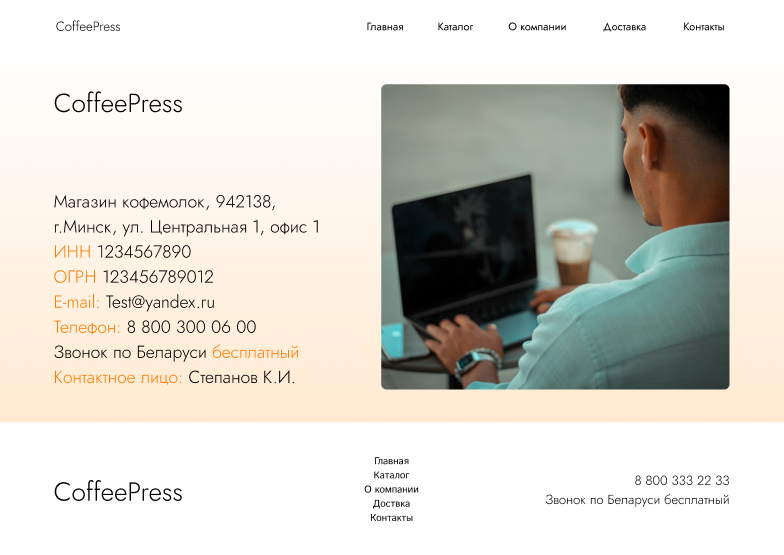 CoffeePress
Главная Каталог О компании Доставка Контакты
CoffeePress
Магазин кофемолок, 942138,
г.Минск, ул. Центральная 1, офис 1
ИНН 1234567890
ОГРН 123456789012
E-mail: Test@yandex.ru
Телефон: 8 800 300 06 00
Звонок по Беларуси бесплатный
Контактное лицо: Степанов К.И.
CoffeePress
Главная
Каталог
О компании
Доствка
Контакты
8 800 333 22 33
Звонок по Беларуси бесплатный